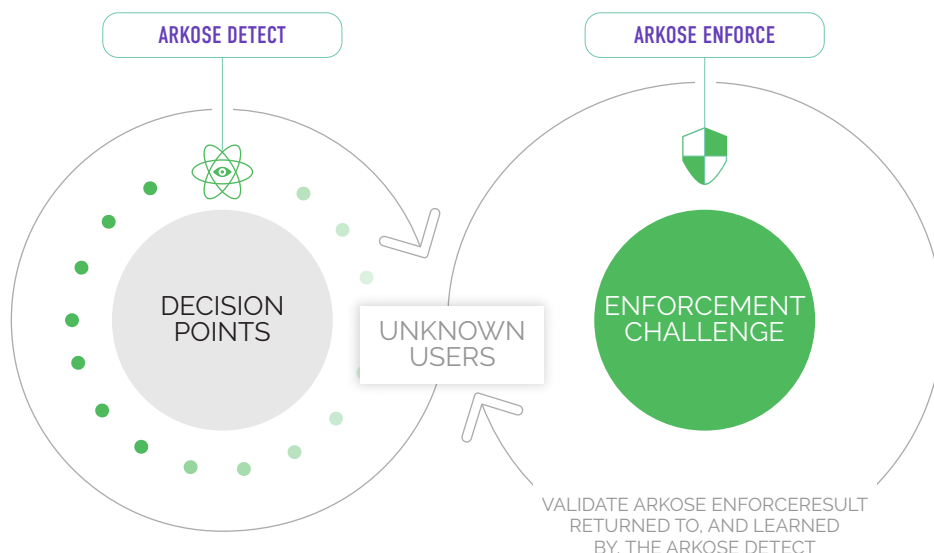 ARKOSE DETECT
ARKOSE ENFORCE
DECISION
POINTS
UNKNOWN
USERS
ENFORCEMENT
CHALLENGE
VALIDATE ARKOSE ENFORCERESULT
RETURNED TO, AND LEARNED
BY, THE ARKOSE DETECT